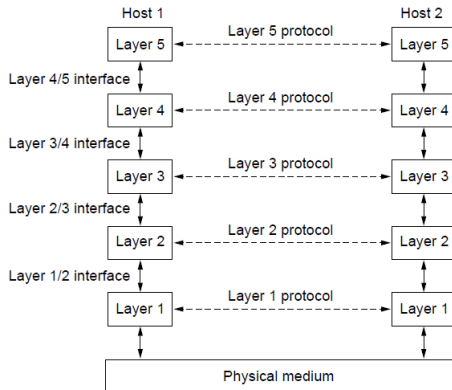 Host 1
Host 2
Layer 5
Layer 5 protocol
Layer 5
Layer 4/5 interface
Layer 4
Layer 4 protocol
Layer 4
Layer 3/4 interface
Layer 3
Layer 3 protocol
Layer 3
Layer 2/3 interface
Layer 2
Layer 2 protocol
Layer 2
Layer 1/2 interface
Layer 1
Layer 1 protocol
Layer 1
Physical medium